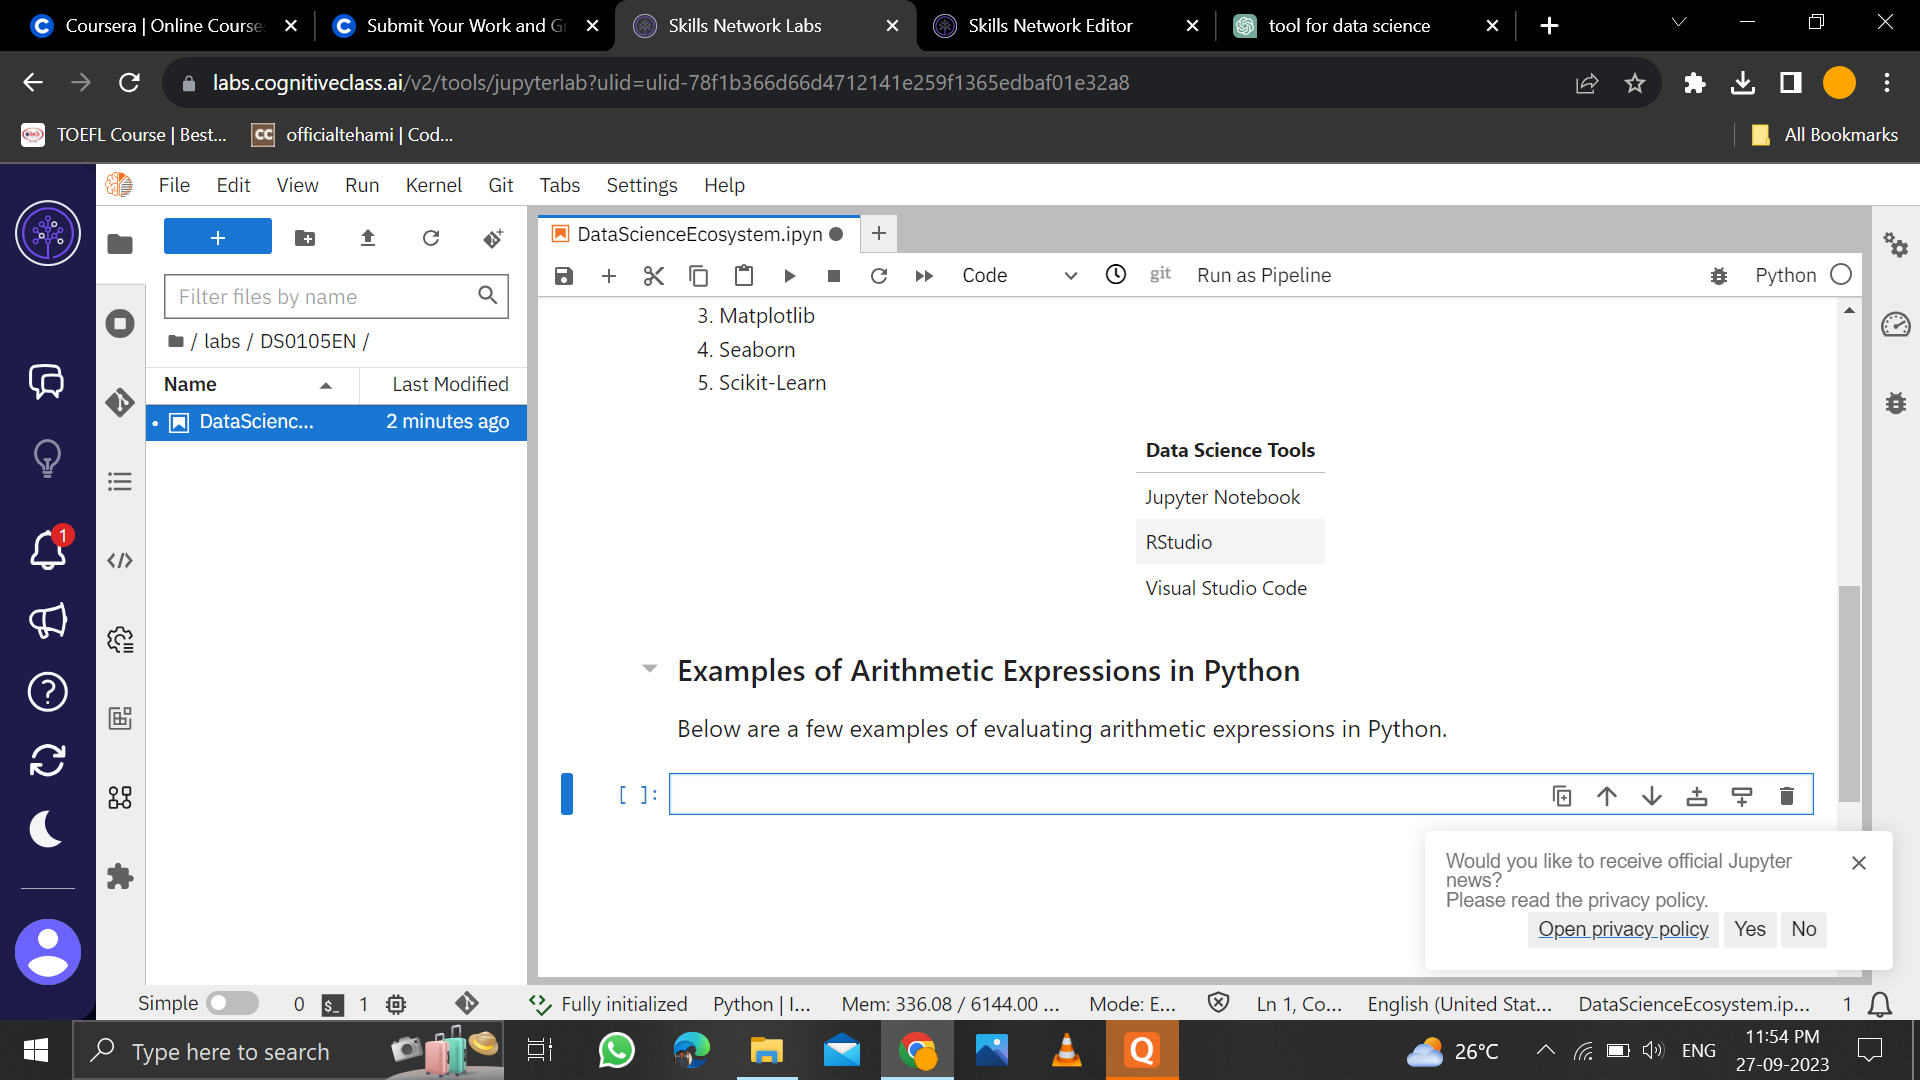 Coursera | Online Course
Submit Your Work and Gr
Skills Network Labs
Skills Network Editor
tool for data science
labs.cognitiveclass.ai/v2/tools/jupyterlab?ulid=ulid-78f1b366d66d4712141e259f1365edbaf01e32a8
TOEFL Course | Best...
CC officialtehami | Cod...
All Bookmarks
File Edit View Run Kernel Git Tabs Settings Help
DataScienceEcosystem.ipyn
Code
git
Run as Pipeline
Python
Filter files by name
/ labs / DS0105EN /
Name Last Modified
DataScienc... 2 minutes ago
3. Matplotlib
4. Seaborn
5. Scikit-Learn
Data Science Tools
Jupyter Notebook
RStudio
Visual Studio Code
Examples of Arithmetic Expressions in Python
Below are a few examples of evaluating arithmetic expressions in Python.
[ ]:
1
Would you like to receive official Jupyter
news?
Please read the privacy policy.
Open privacy policy Yes No
Simple 0 $_ 1 Fully initialized Python | I... Mem: 336.08 / 6144.00 ... Mode: E... Ln 1, Co... English (United Stat... DataScienceEcosystem.ip... 1
Type here to search
Q
26°C
ENG
11:54 PM
27-09-2023